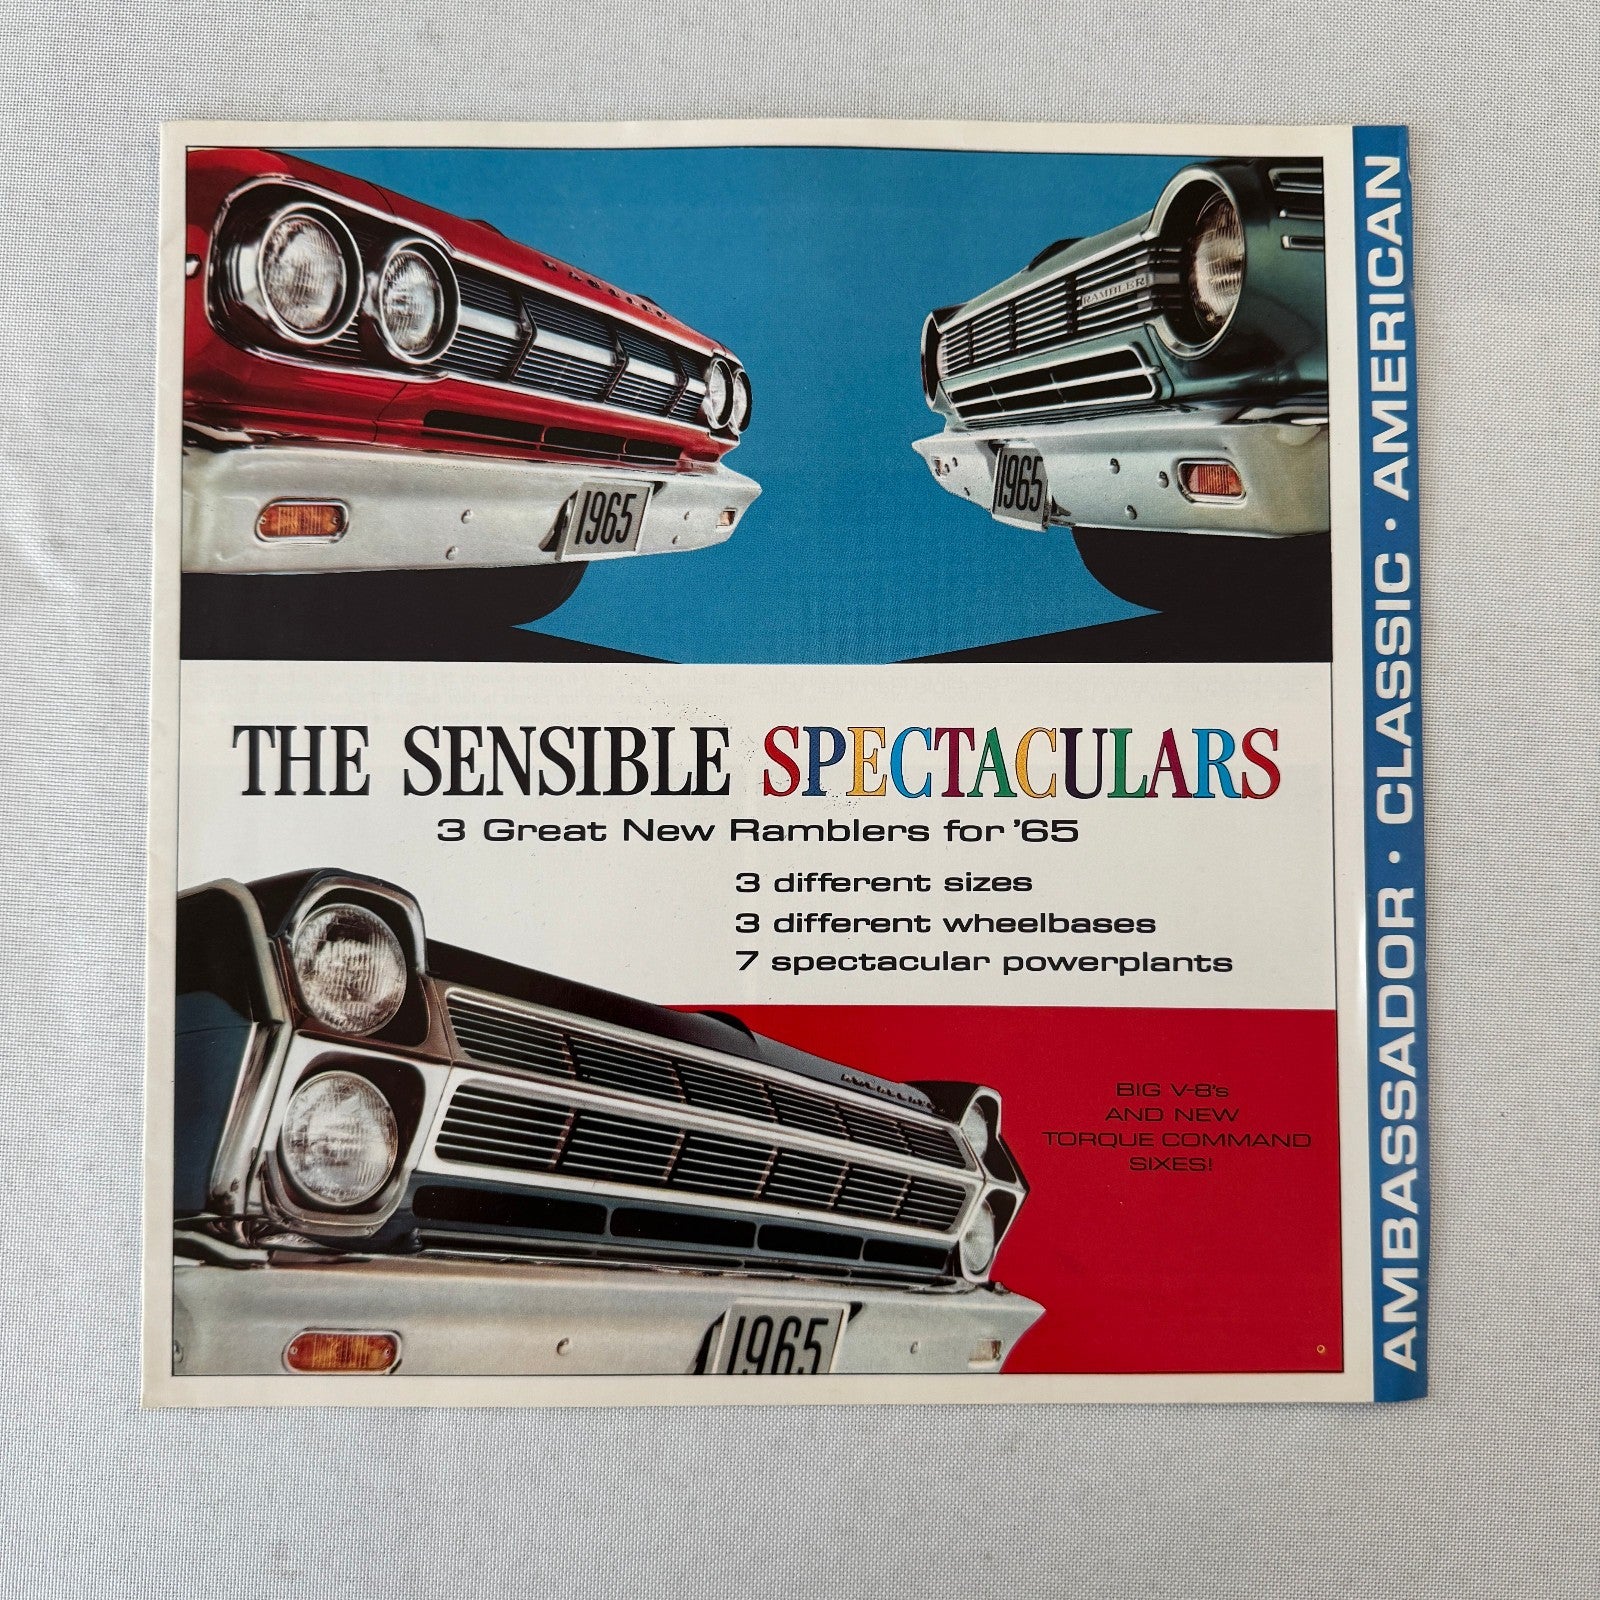 RAMBLER
1965
1965
THE SENSIBLE SPECTACULARS
3 Great New Ramblers for '65
3 different sizes
3 different wheelbases
7 spectacular powerplants
BIG V-8's
AND NEW
TORQUE COMMAND
SIXES!
1965
AMBASSADOR • CLASSIC • AMERICAN